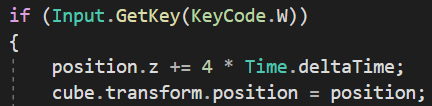 if (Input.GetKey(KeyCode.W))
{
position.z += 4 * Time.deltaTime;
cube.transform.position = position;